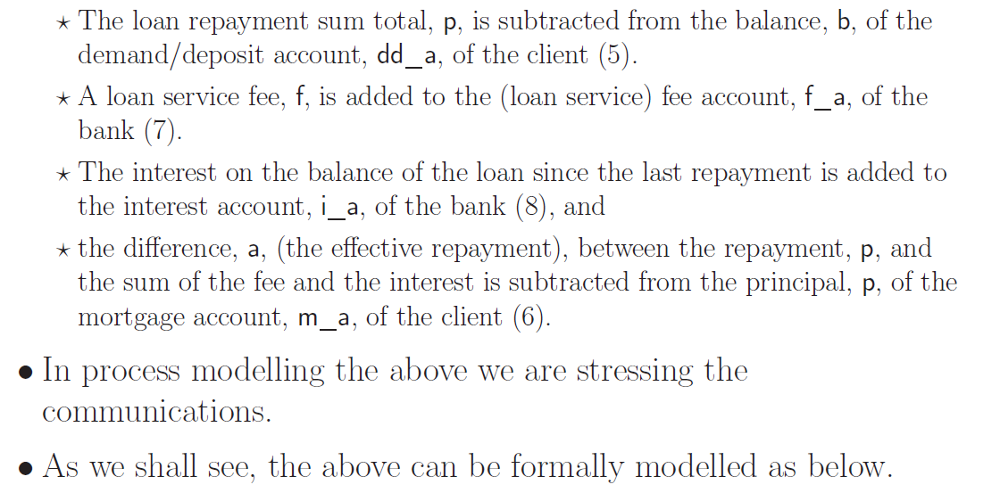 ⋆ The loan repayment sum total, p, is subtracted from the balance, b, of the
demand/deposit account, dd_a, of the client (5).
⋆ A loan service fee, f, is added to the (loan service) fee account, f_a, of the
bank (7).
⋆ The interest on the balance of the loan since the last repayment is added to
the interest account, i_a, of the bank (8), and
⋆ the difference, a, (the effective repayment), between the repayment, p, and
the sum of the fee and the interest is subtracted from the principal, p, of the
mortgage account, m_a, of the client (6).
• In process modelling the above we are stressing the
communications.
• As we shall see, the above can be formally modelled as below.